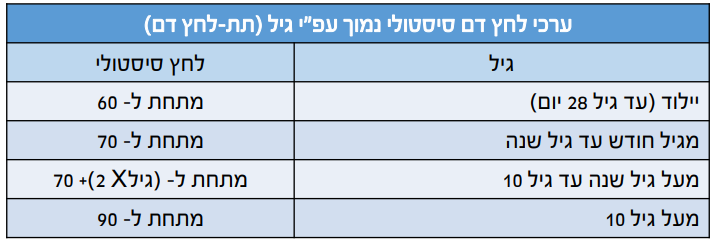 ערכי לחץ דם סיסטולי נמוך עפ"י גיל (תת-לחץ דם)
גיל	לחץ סיסטולי
יילוד (עד גיל 28 יום)	מתחת ל- 60
מגיל חודש עד גיל שנה	מתחת ל- 70
מעל גיל שנה עד גיל 10	מתחת ל- (גילX 2)+ 70
מעל גיל 10	מתחת ל- 90